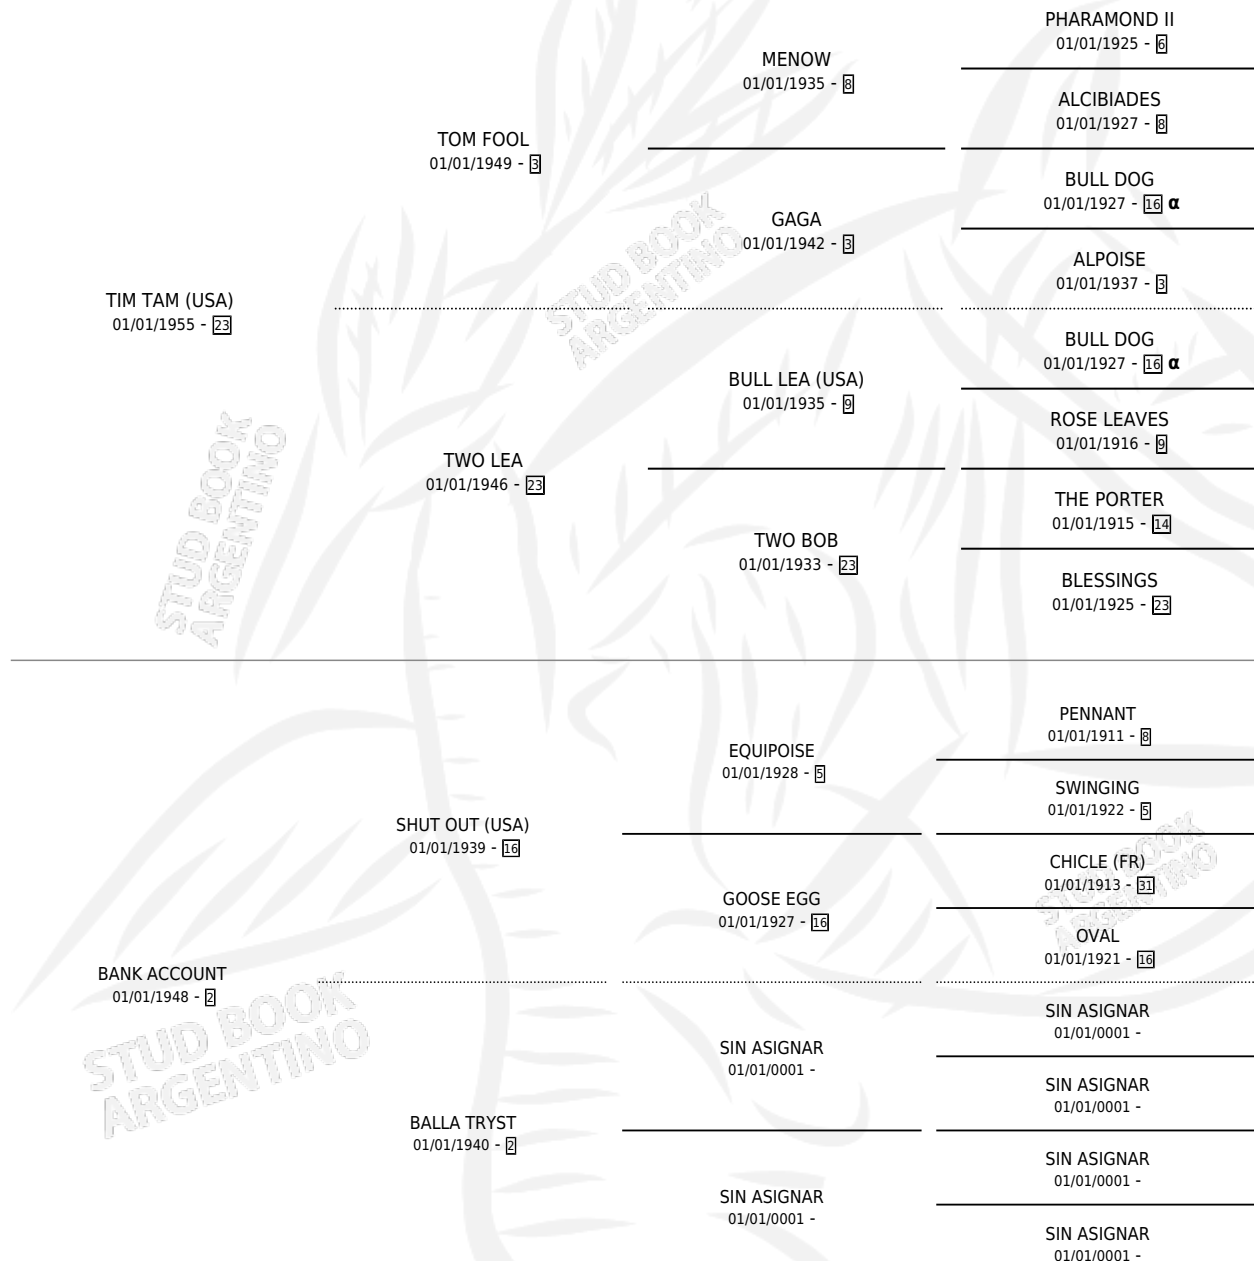 PHARAMOND II
01/01/1925 - 6
MENOW
01/01/1935 - 8
ALCIBIADES
01/01/1927 - 8
TOM FOOL
01/01/1949 - 3
BULL DOG
01/01/1927 - 16 α
GAGA
01/01/1942 - 3
ALPOISE
01/01/1937 - 3
TIM TAM (USA)
01/01/1955 - 23
BULL DOG
01/01/1927 - 16 α
BULL LEA (USA)
01/01/1935 - 9
ROSE LEAVES
01/01/1916 - 9
TWO LEA
01/01/1946 - 23
THE PORTER
01/01/1915 - 14
TWO BOB
01/01/1933 - 23
BLESSINGS
01/01/1925 - 23
PENNANT
01/01/1911 - 8
EQUIPOISE
01/01/1928 - 5
SWINGING
01/01/1922 - 5
SHUT OUT (USA)
01/01/1939 - 16
CHICLE (FR)
01/01/1913 - 31
GOOSE EGG
01/01/1927 - 16
OVAL
01/01/1921 - 16
BANK ACCOUNT
01/01/1948 - 2
SIN ASIGNAR
01/01/0001 -
SIN ASIGNAR
01/01/0001 -
SIN ASIGNAR
01/01/0001 -
BALLA TRYST
01/01/1940 - 2
SIN ASIGNAR
01/01/0001 -
SIN ASIGNAR
01/01/0001 -
SIN ASIGNAR
01/01/0001 -
STUD BOOK
ARGENTINO
STUD BOOK
ARGENTINO
STUD BOOK
ARGENTINO
STUD BOOK
ARGENTINO